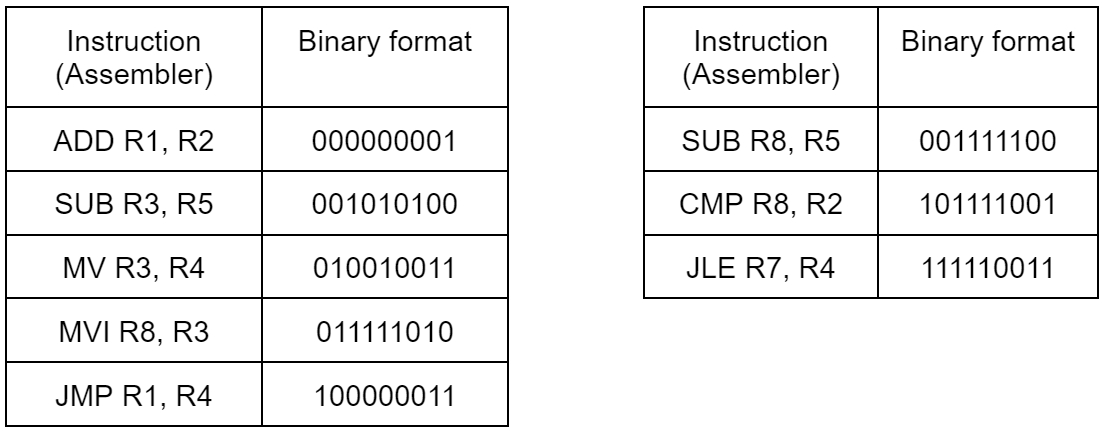 Instruction (Assembler) Binary format
ADD R1, R2 000000001
SUB R3, R5 001010100
MV R3, R4 010010011
MVI R8, R3 011111010
JMP R1, R4 100000011
Instruction (Assembler) Binary format
SUB R8, R5 001111100
CMP R8, R2 101111001
JLE R7, R4 111110011